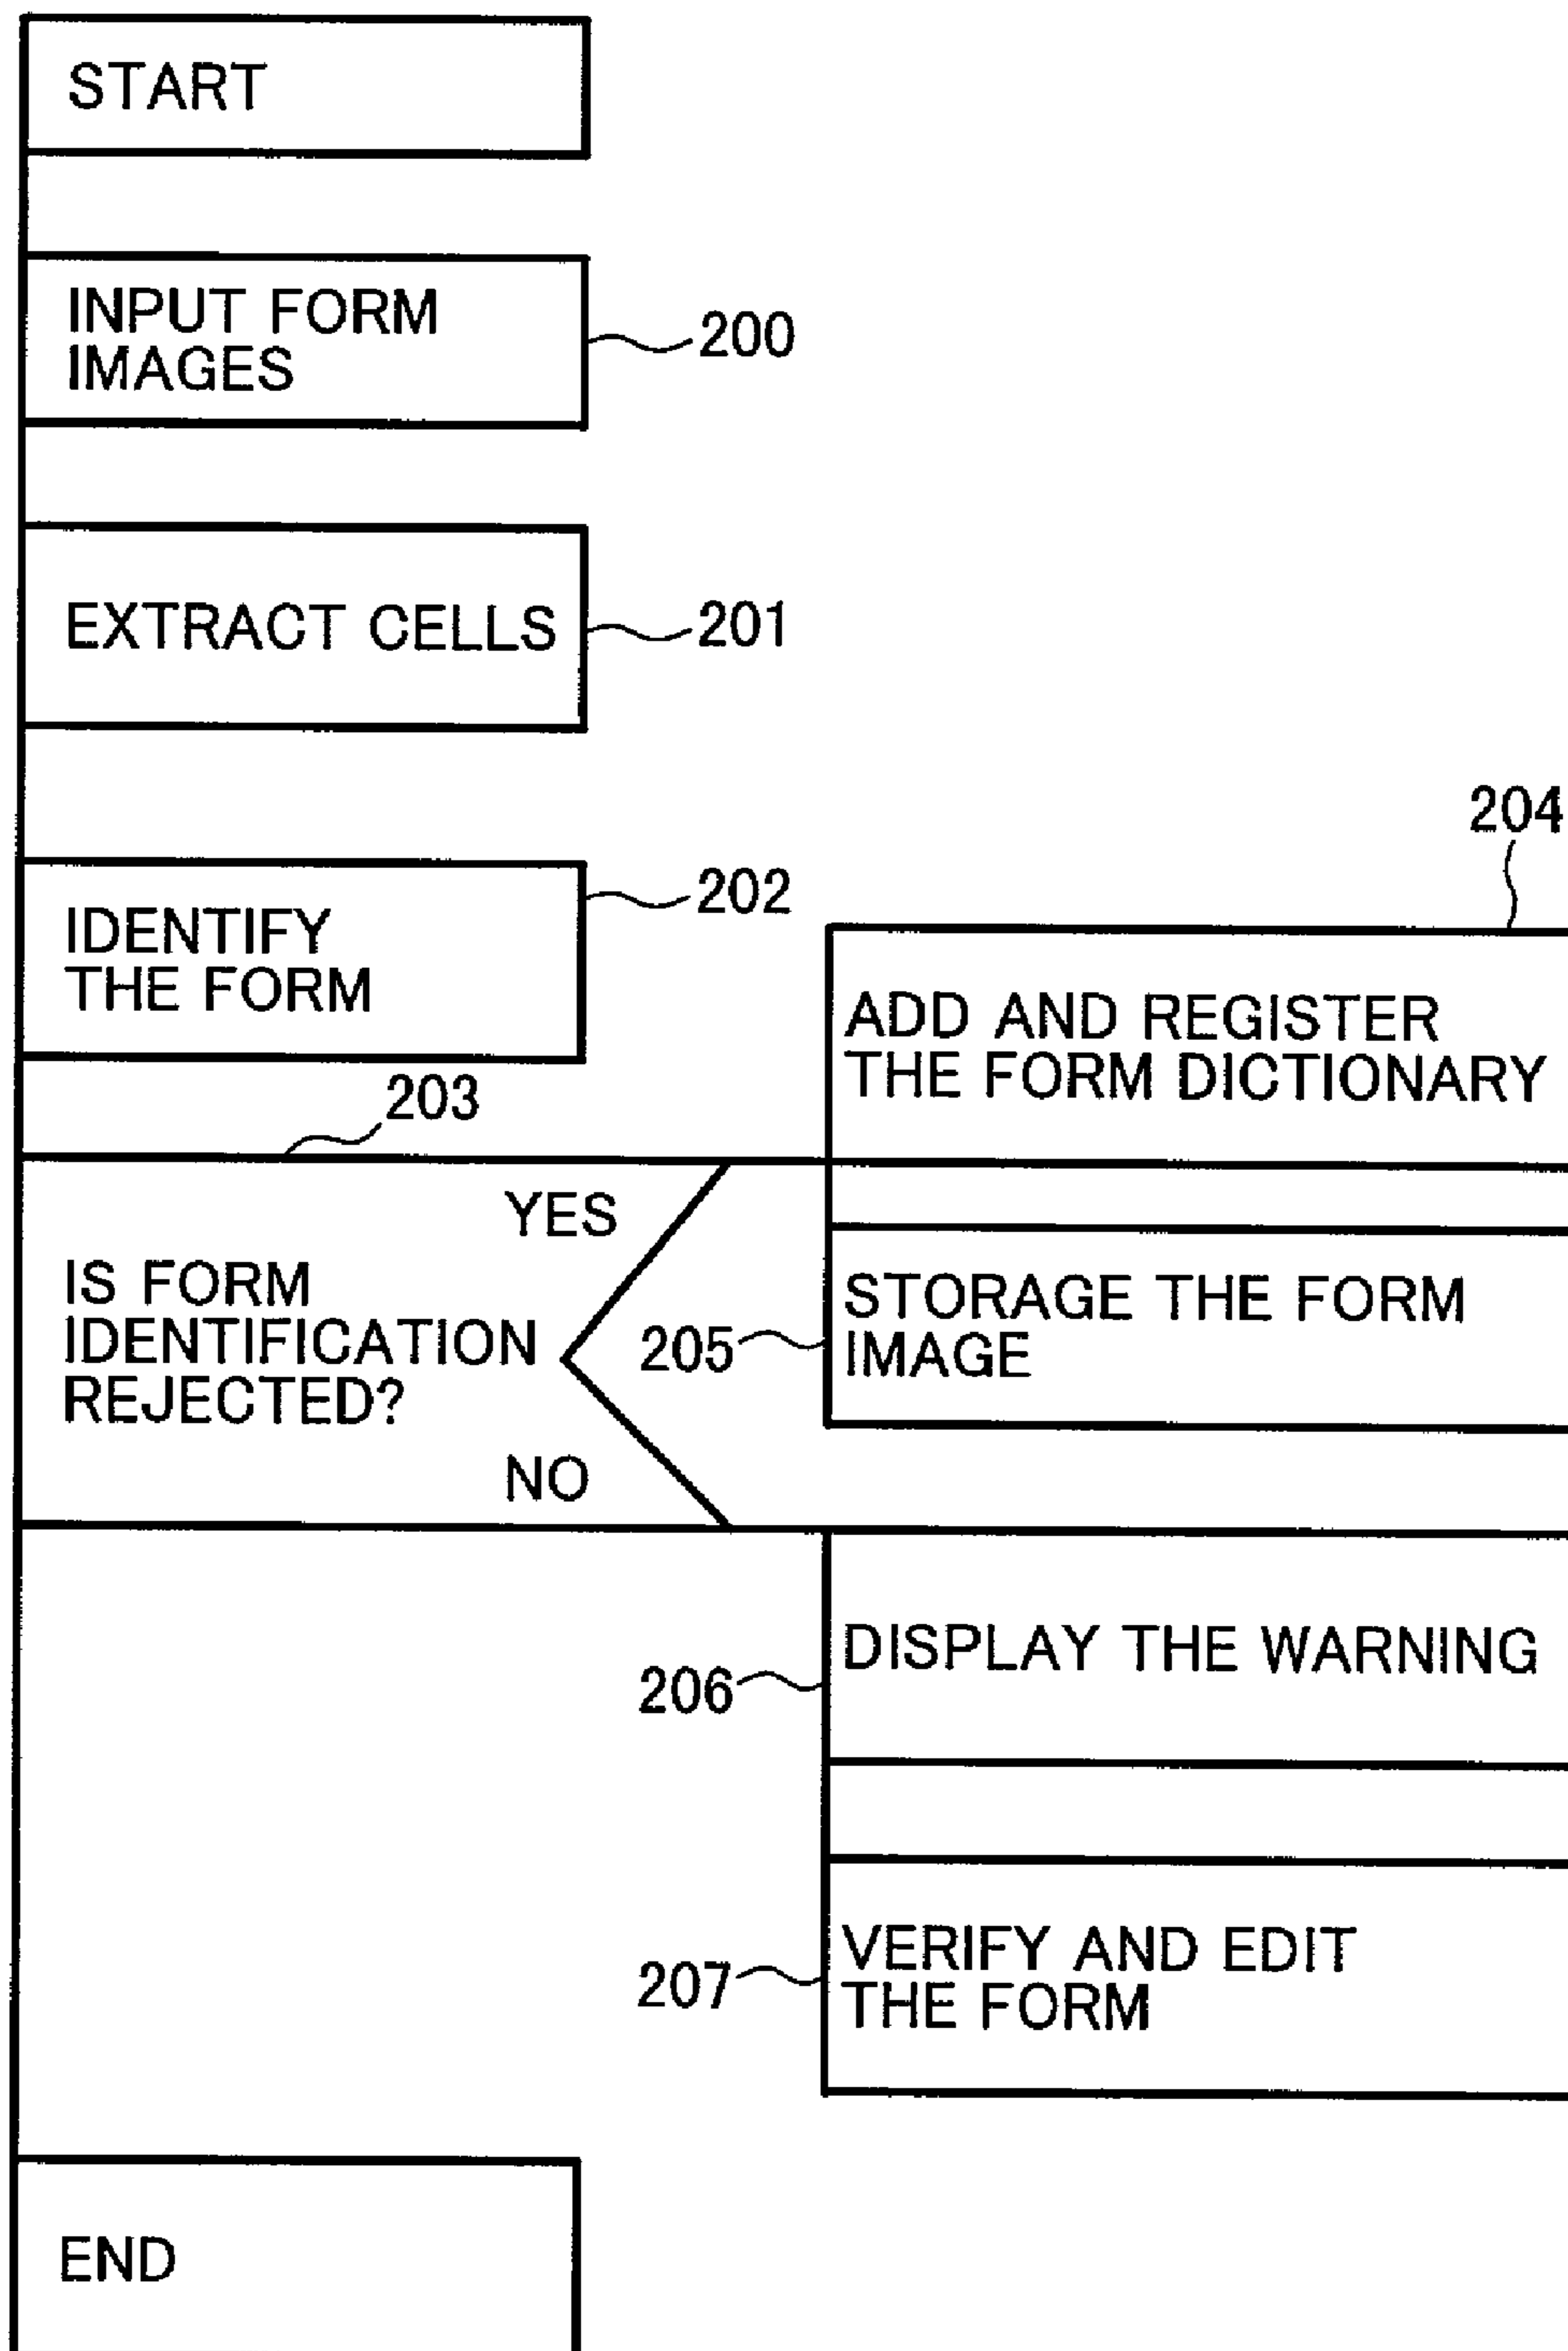 START
INPUT FORM
IMAGES
200
EXTRACT CELLS
201
202
IDENTIFY
THE FORM
203
204
ADD AND REGISTER
THE FORM DICTIONARY
YES
IS FORM
IDENTIFICATION
REJECTED?
NO
205
STORAGE THE FORM
IMAGE
206
DISPLAY THE WARNING
207
VERIFY AND EDIT
THE FORM
END